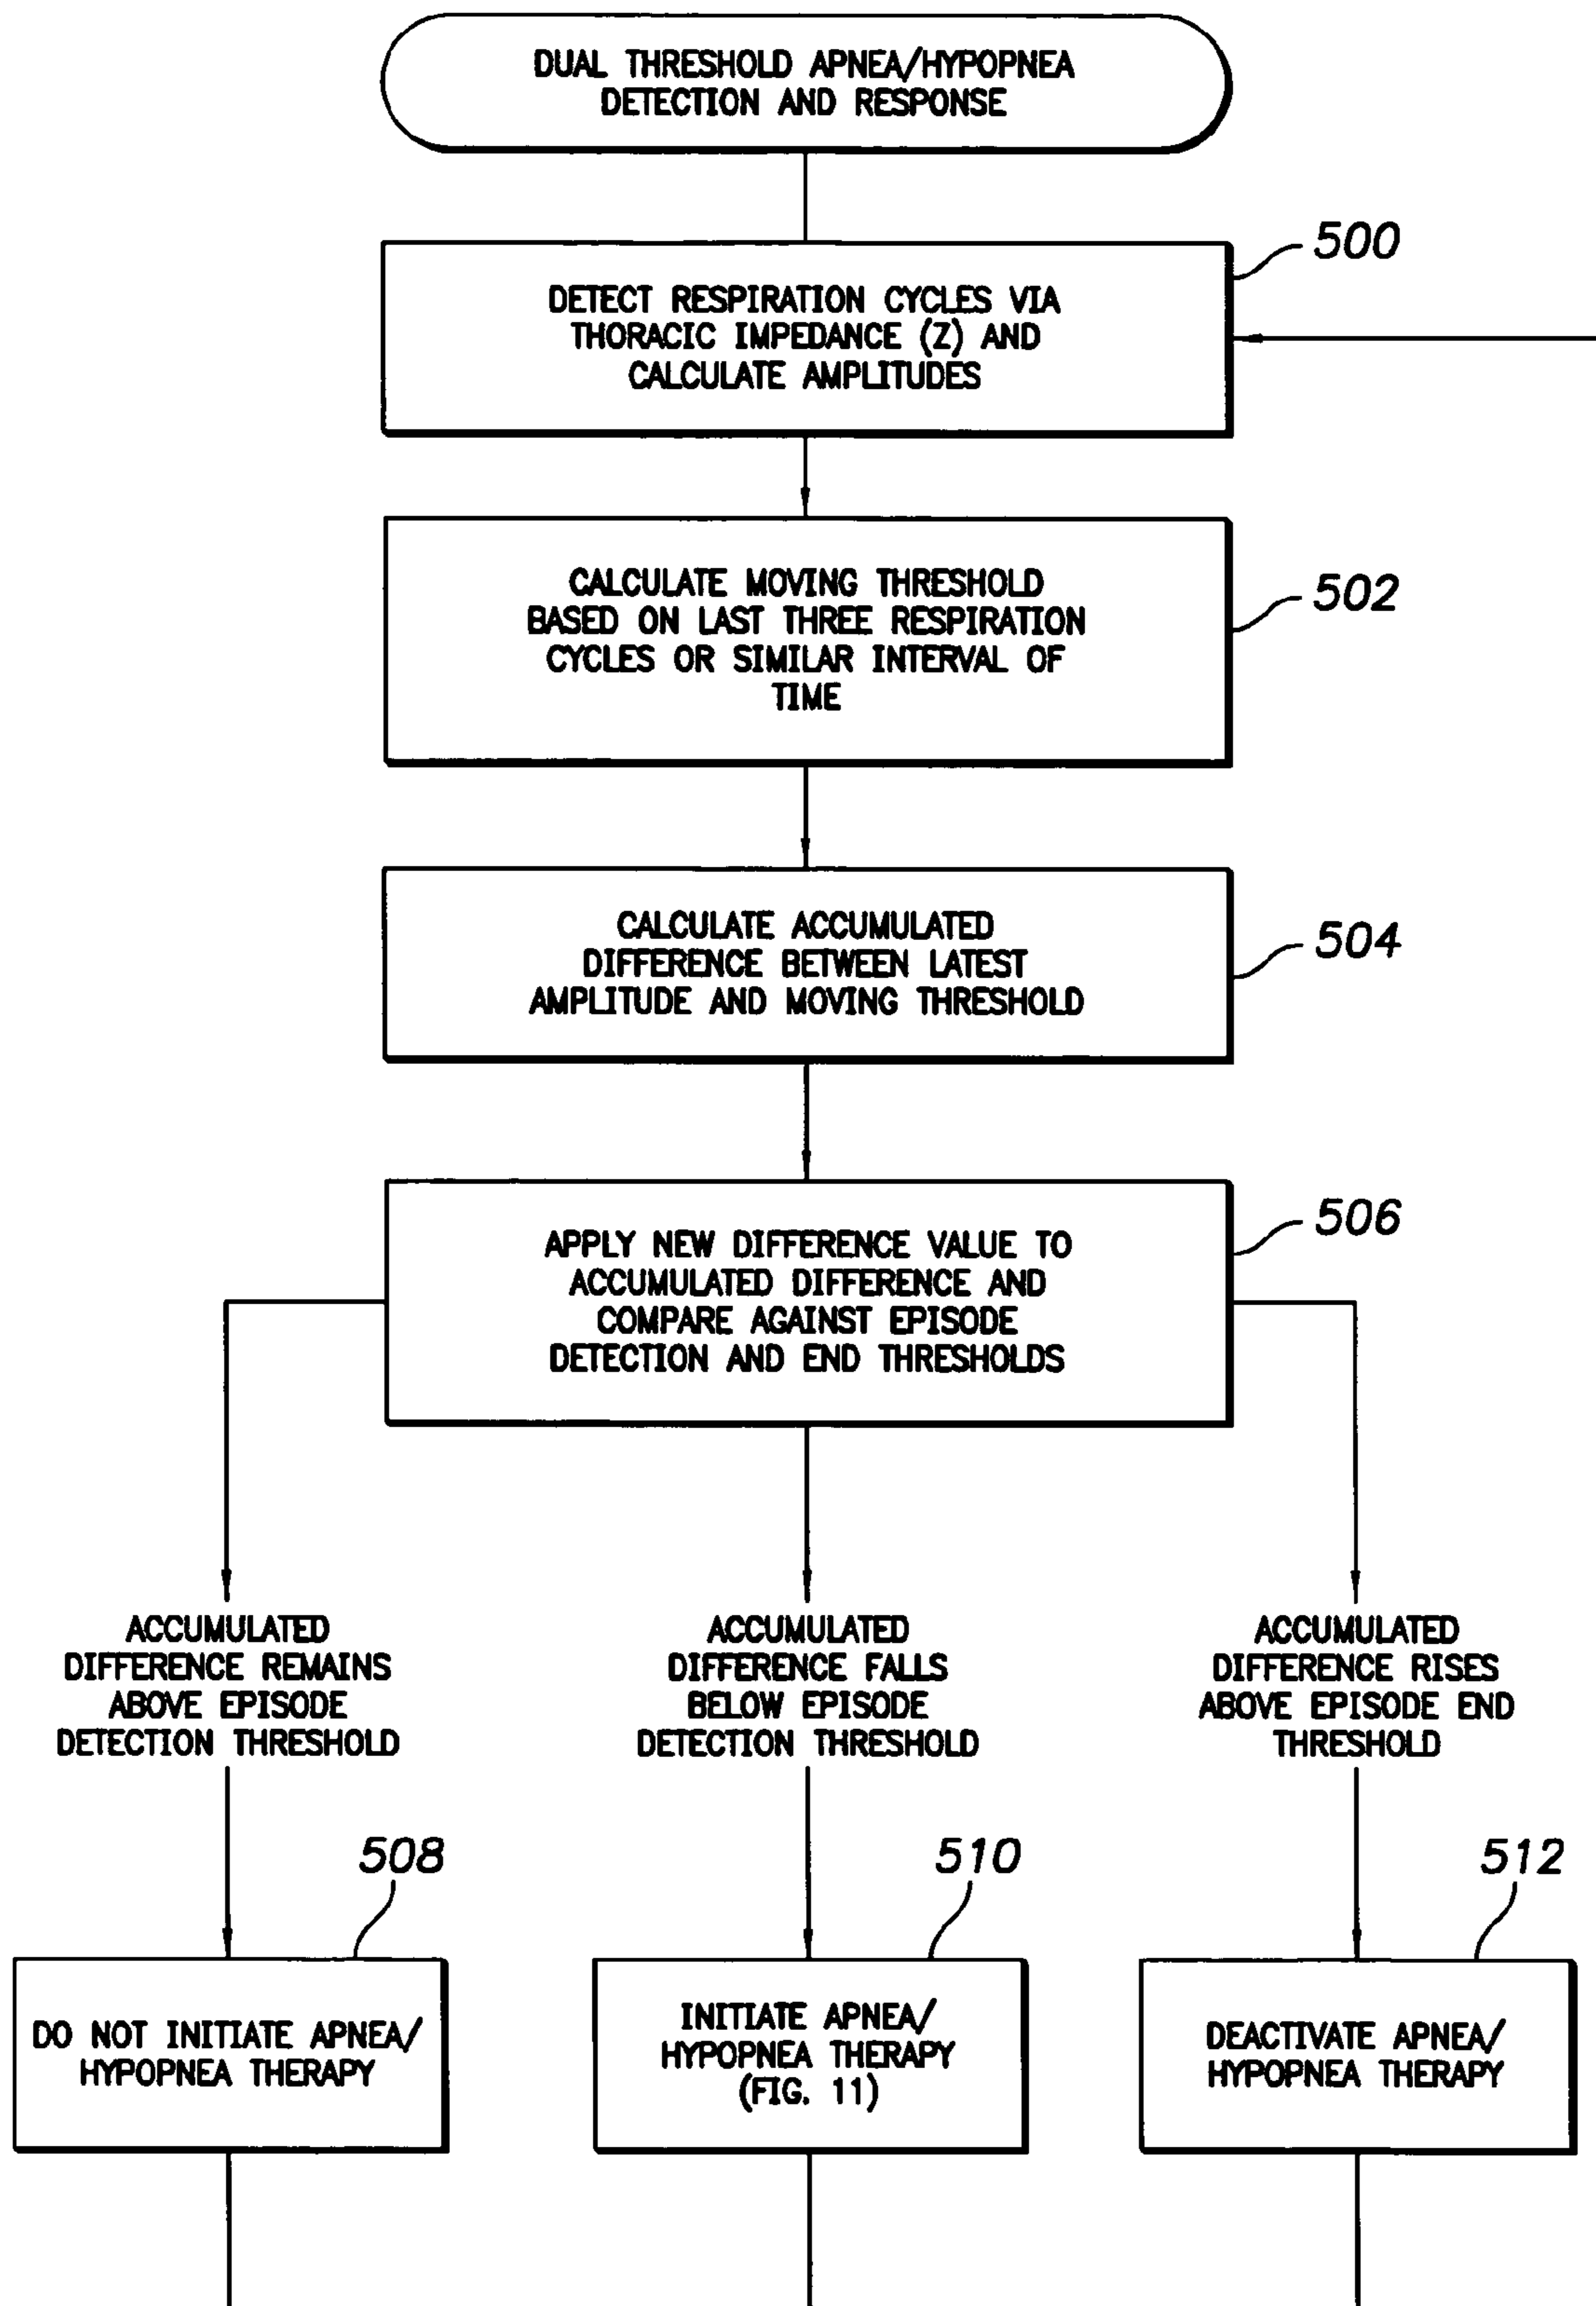 DUAL THRESHOLD APNEA/HYPOPNEA
DETECTION AND RESPONSE
500
DETECT RESPIRATION CYCLES VIA
THORACIC IMPEDANCE (Z) AND
CALCULATE AMPLITUDES
502
CALCULATE MOVING THRESHOLD
BASED ON LAST THREE RESPIRATION
CYCLES OR SIMILAR INTERVAL OF
TIME
504
CALCULATE ACCUMULATED
DIFFERENCE BETWEEN LATEST
AMPLITUDE AND MOVING THRESHOLD
506
APPLY NEW DIFFERENCE VALUE TO
ACCUMULATED DIFFERENCE AND
COMPARE AGAINST EPISODE
DETECTION AND END THRESHOLDS
ACCUMULATED
DIFFERENCE REMAINS
ABOVE EPISODE
DETECTION THRESHOLD
ACCUMULATED
DIFFERENCE FALLS
BELOW EPISODE
DETECTION THRESHOLD
ACCUMULATED
DIFFERENCE RISES
ABOVE EPISODE END
THRESHOLD
508
DO NOT INITIATE APNEA/
HYPOPNEA THERAPY
510
INITIATE APNEA/
HYPOPNEA THERAPY
(FIG. 11)
512
DEACTIVATE APNEA/
HYPOPNEA THERAPY